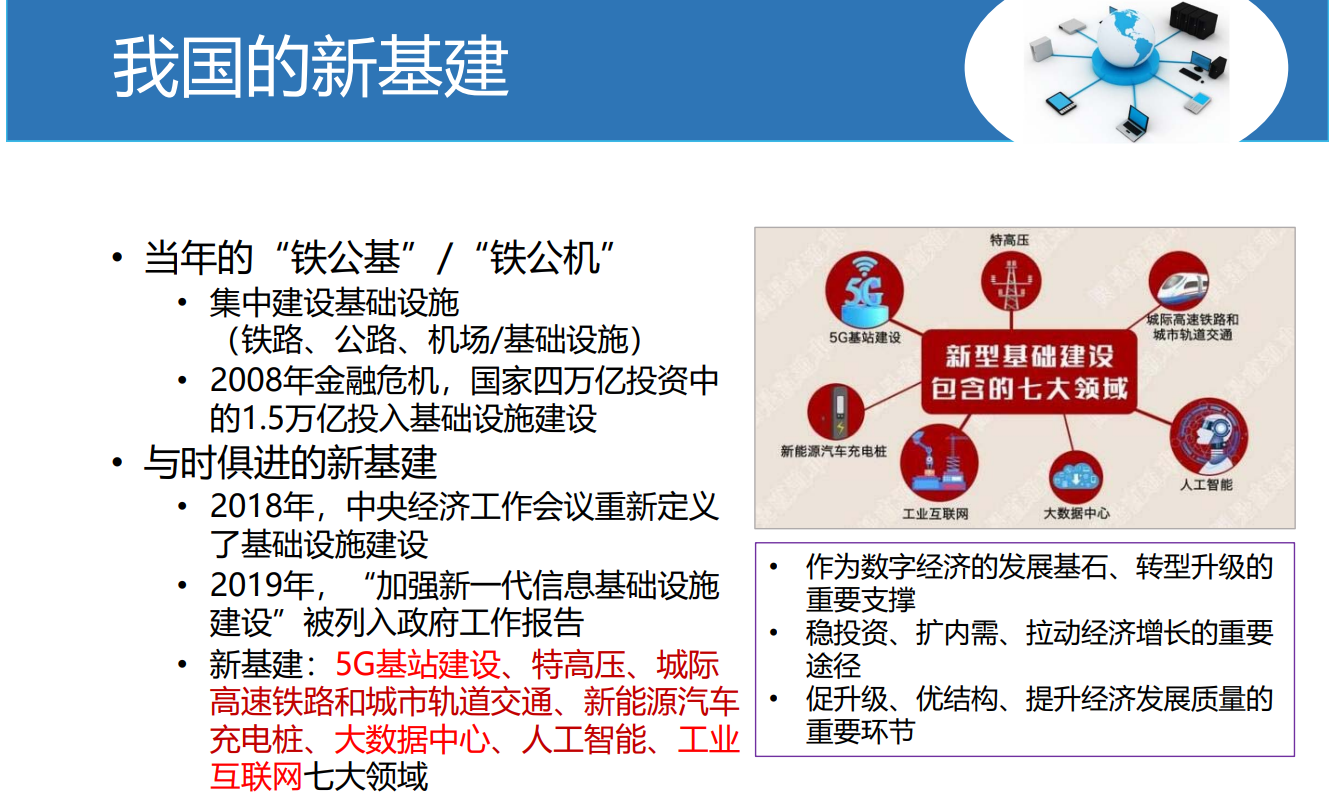 我国的新基建
• 当年的“铁公基”/“铁公机”
• 集中建设基础设施
（铁路、公路、机场/基础设施）
• 2008年金融危机，国家四万亿投资中
的1.5万亿投入基础设施建设
• 与时俱进的新基建
• 2018年，中央经济工作会议重新定义
了基础设施建设
• 2019年，“加强新一代信息基础设施
建设”被列入政府工作报告
• 新基建：5G基站建设、特高压、城际
高速铁路和城市轨道交通、新能源汽车
充电桩、大数据中心、人工智能、工业
互联网七大领域
特高压
5G
5G基站建设
城际高速铁路和
城市轨道交通
新型基础建设
包含的七大领域
新能源汽车充电桩
工业互联网
大数据中心
人工智能
• 作为数字经济的发展基石、转型升级的
重要支撑
• 稳投资、扩内需、拉动经济增长的重要
途径
• 促升级、优结构、提升经济发展质量的
重要环节